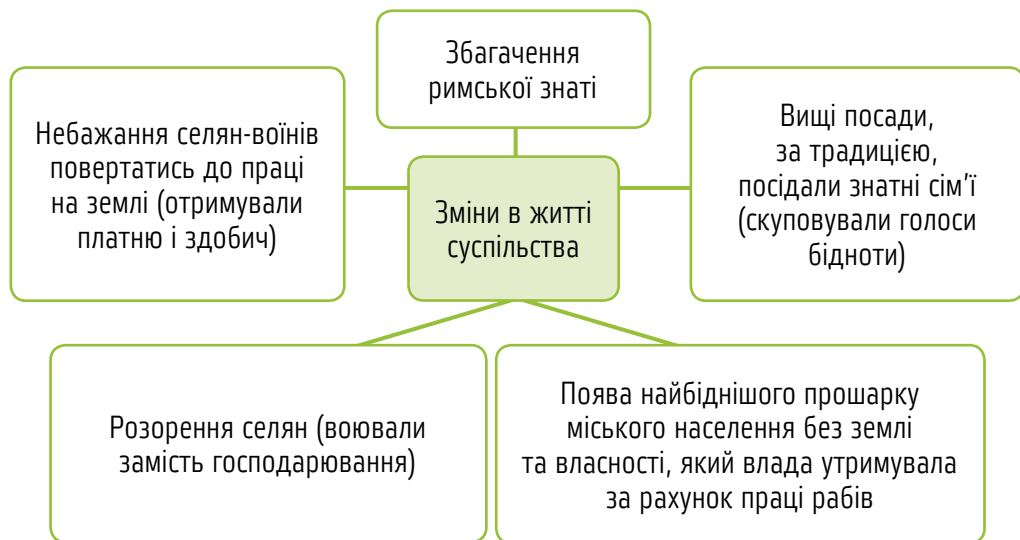 Збагачення
римської знаті
Небажання селян-воїнів
повертатись до праці
на землі (отримували
платню і здобич)
Вищі посади,
за традицією,
посідали знатні сім’ї
(скуповували голоси
бідноти)
Зміни в житті
суспільства
Розорення селян (воювали
замість господарювання)
Поява найбіднішого прошарку
міського населення без землі
та власності, який влада утримувала
за рахунок праці рабів